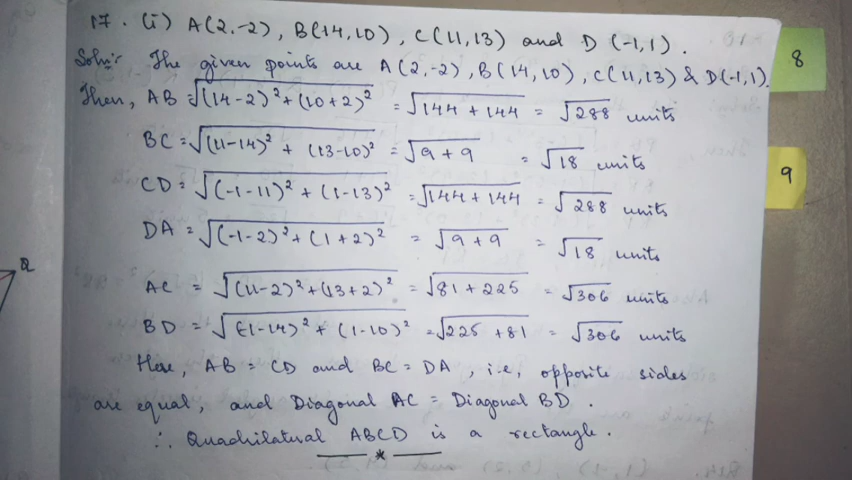 17. (i) A(2,-2), B(14,10), C(11,13) and D (-1,1).
Soln:- The given points are A(2,-2), B(14,10), C(11,13) & D(-1,1).
Then, AB = √(14-2)² + (10+2)² = √144 + 144 = √288 units
BC = √(11-14)² + (13-10)² = √9 + 9 = √18 units
CD = √(-1-11)² + (1-13)² = √144 + 144 = √288 units
DA = √(-1-2)² + (1+2)² = √9 + 9 = √18 units
AC = √(11-2)² + (13+2)² = √81 + 225 = √306 units
BD = √(-1-14)² + (1-10)² = √225 + 81 = √306 units
Here, AB = CD and BC = DA, i.e, opposite sides
are equal, and Diagonal AC = Diagonal BD.
∴ Quadrilateral ABCD is a rectangle.
8
9